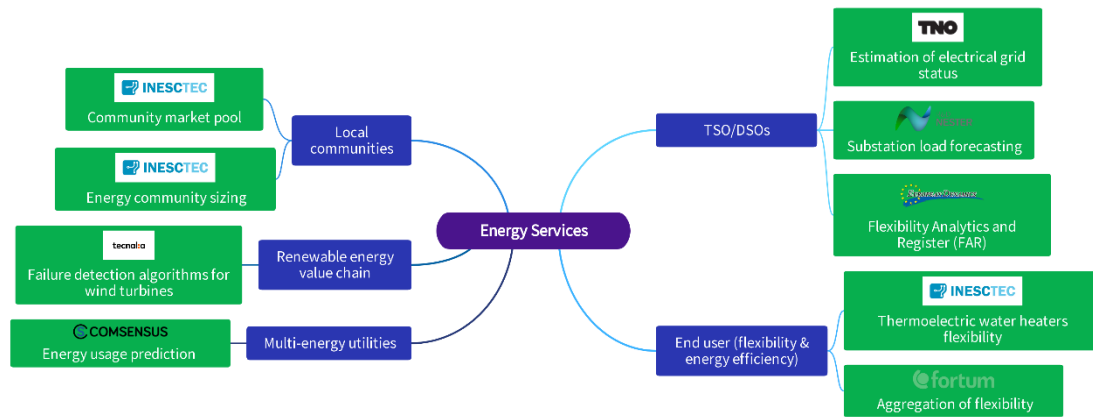 INESCTEC
Community market pool
INESCTEC
Energy community sizing
Local
communities
tecnalia
Failure detection algorithms for
wind turbines
Renewable energy
value chain
COMSENSUS
Energy usage prediction
Multi-energy utilities
Energy Services
TNO
Estimation of electrical grid
status
Substation load forecasting
European Dynamics
Flexibility Analytics and
Register (FAR)
TSO/DSOs
INESCTEC
Thermoelectric water heaters
flexibility
fortum
Aggregation of flexibility
End user (flexibility &
energy efficiency)